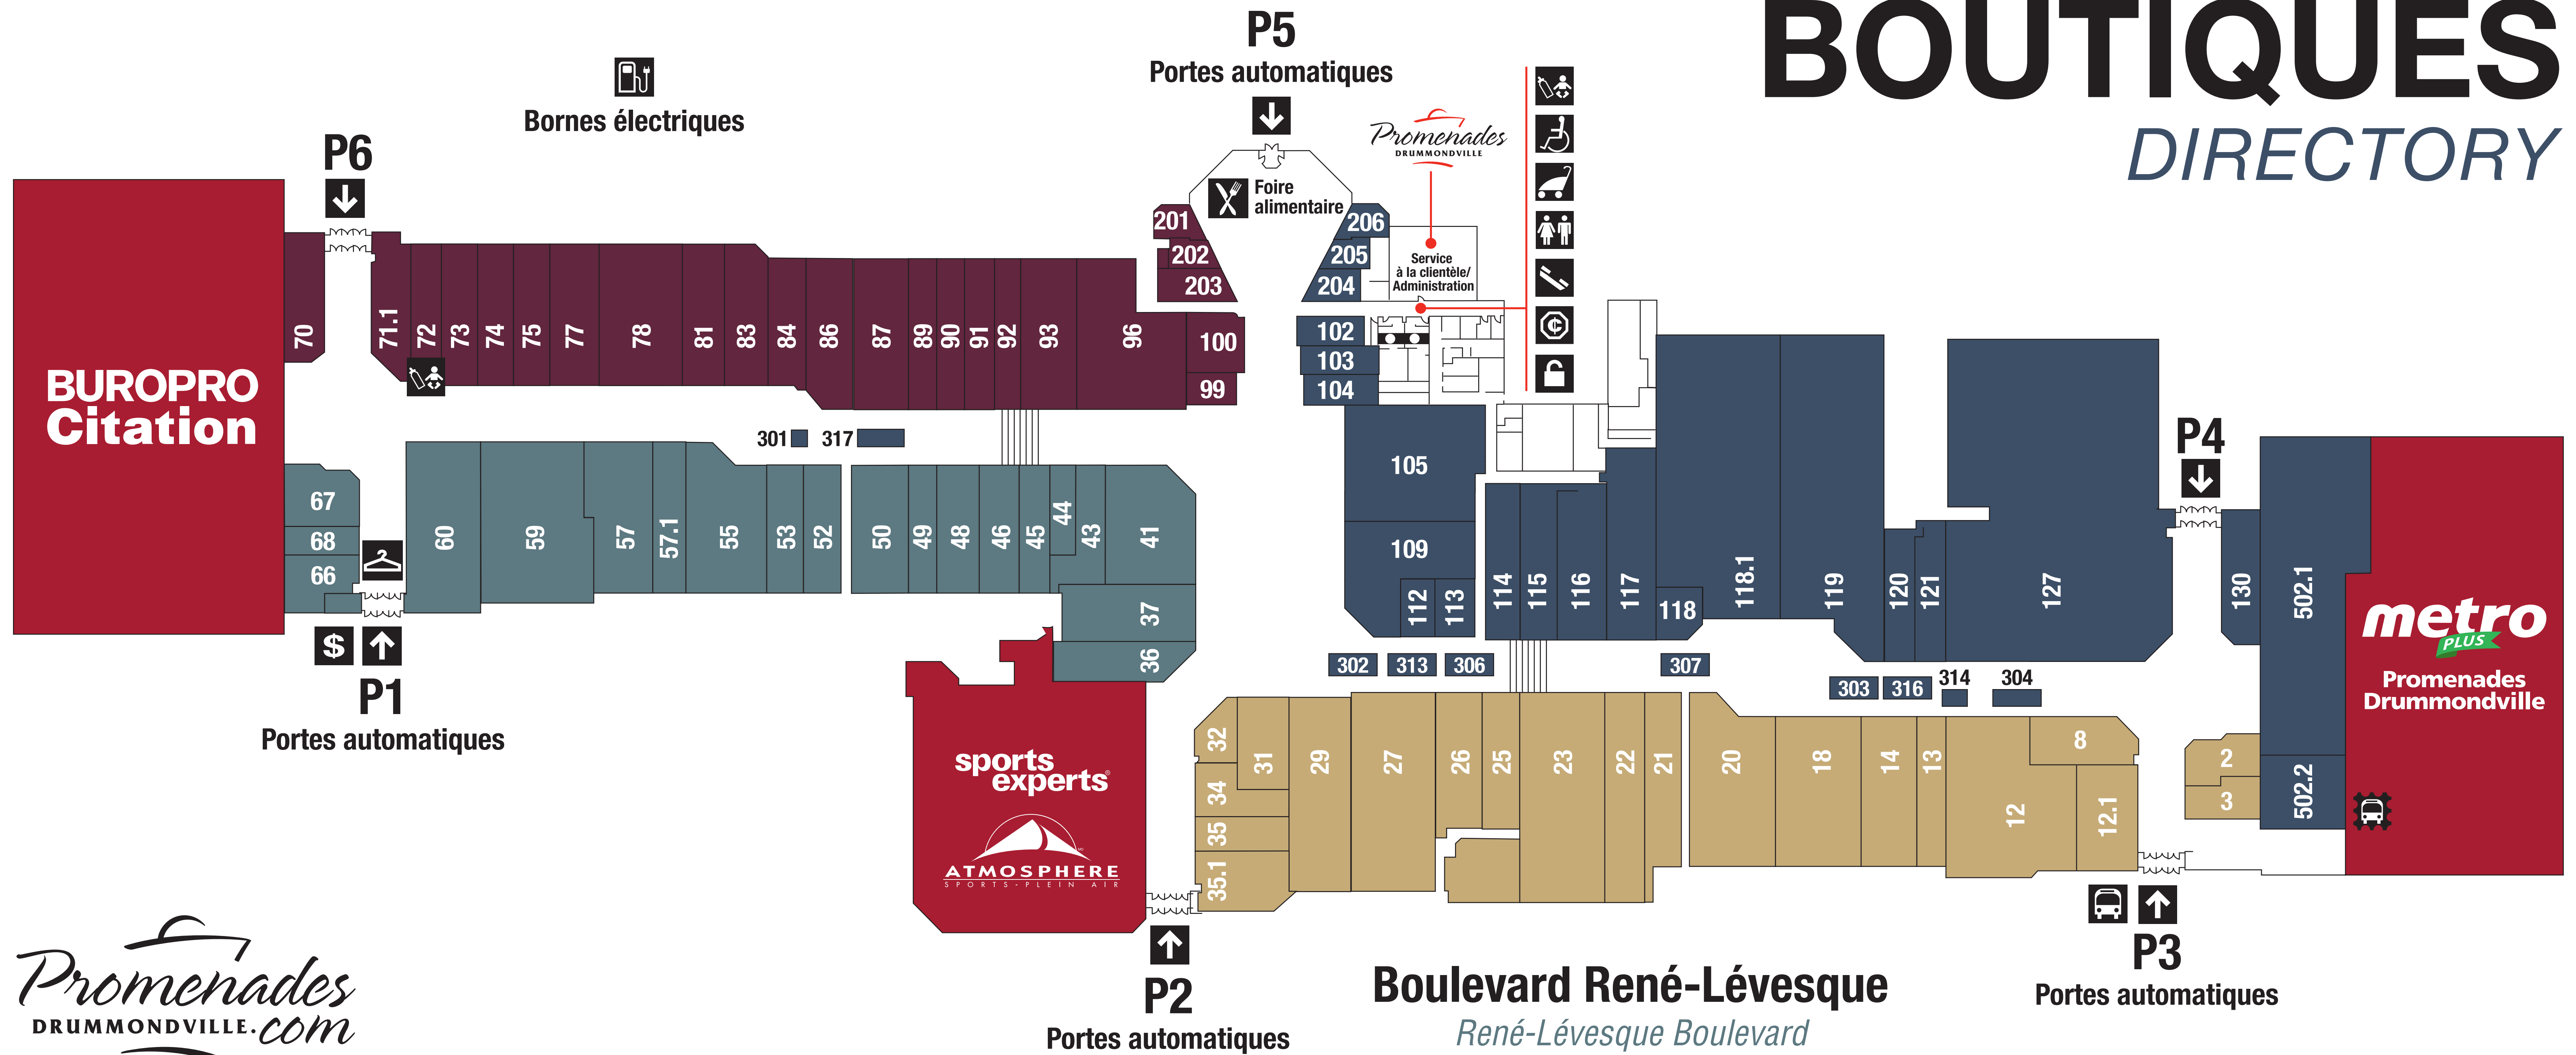 BOUTIQUES
DIRECTORY
P5
Portes automatiques
Bornes électriques
P6
Promenades
DRUMMONDVILLE
Foire
alimentaire
201
202
203
206
205
204
Service
à la clientèle/
Administration
BUROPRO
Citation
70
71.1
72
73
74
75
77
78
81
83
84
86
87
89
90
91
92
93
96
100
99
102
103
104
¢
301
317
67
68
66
60
59
57
57.1
55
53
52
50
49
48
46
45
44
43
41
37
36
$
P1
Portes automatiques
105
109
112
113
114
115
116
117
118
118.1
119
120
121
127
P4
130
502.1
502.2
metro
PLUS
Promenades
Drummondville
302
313
306
307
303
316
314
304
sports
experts®
ATMOSPHERE
SPORTS - PLEIN AIR
32
34
35
35.1
31
29
27
26
25
23
22
21
20
18
14
13
12
8
12.1
2
3
P2
Portes automatiques
P3
Portes automatiques
Boulevard René-Lévesque
René-Lévesque Boulevard
Promenades
DRUMMONDVILLE.com